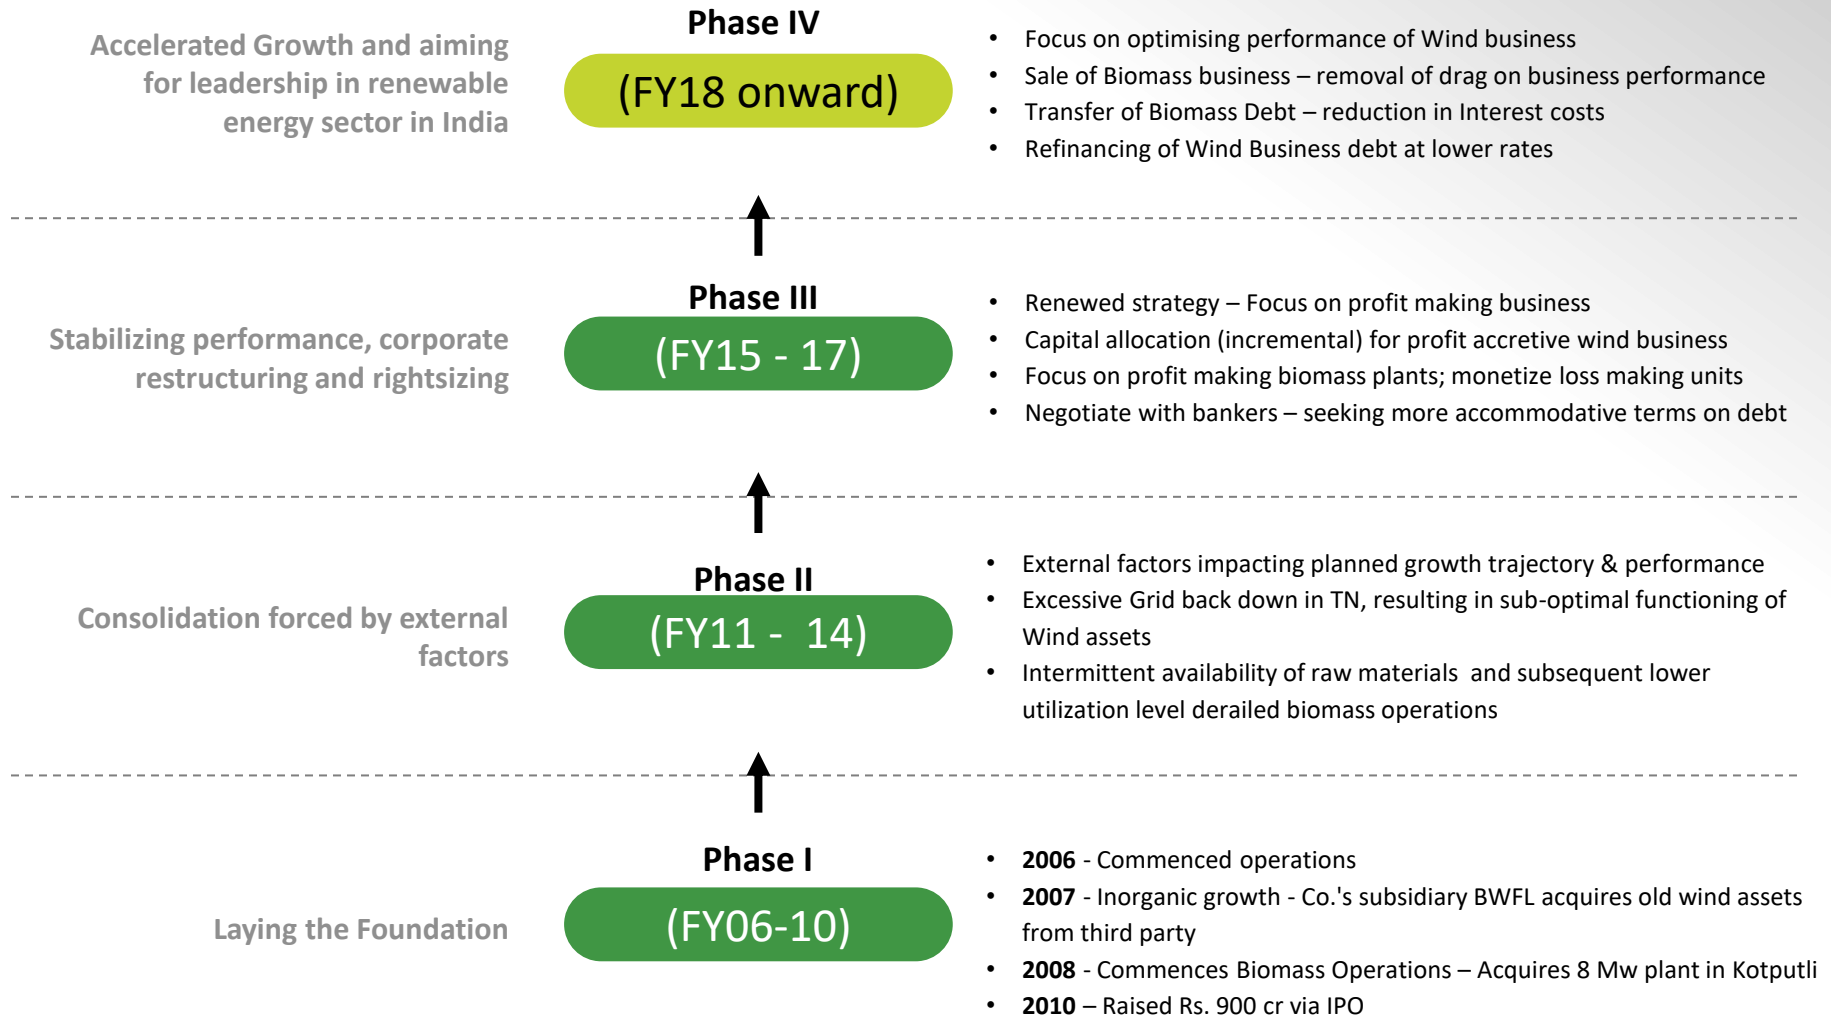 Phase IV
Accelerated Growth and aiming
for leadership in renewable
energy sector in India
(FY18 onward)
• Focus on optimising performance of Wind business
• Sale of Biomass business – removal of drag on business performance
• Transfer of Biomass Debt – reduction in Interest costs
• Refinancing of Wind Business debt at lower rates
Phase III
Stabilizing performance, corporate
restructuring and rightsizing
(FY15 - 17)
• Renewed strategy – Focus on profit making business
• Capital allocation (incremental) for profit accretive wind business
• Focus on profit making biomass plants; monetize loss making units
• Negotiate with bankers – seeking more accommodative terms on debt
Phase II
Consolidation forced by external
factors
(FY11 - 14)
• External factors impacting planned growth trajectory & performance
• Excessive Grid back down in TN, resulting in sub-optimal functioning of
Wind assets
• Intermittent availability of raw materials and subsequent lower
utilization level derailed biomass operations
Phase I
Laying the Foundation
(FY06-10)
• 2006 - Commenced operations
• 2007 - Inorganic growth - Co.'s subsidiary BWFL acquires old wind assets
from third party
• 2008 - Commences Biomass Operations – Acquires 8 Mw plant in Kotputli
• 2010 – Raised Rs. 900 cr via IPO